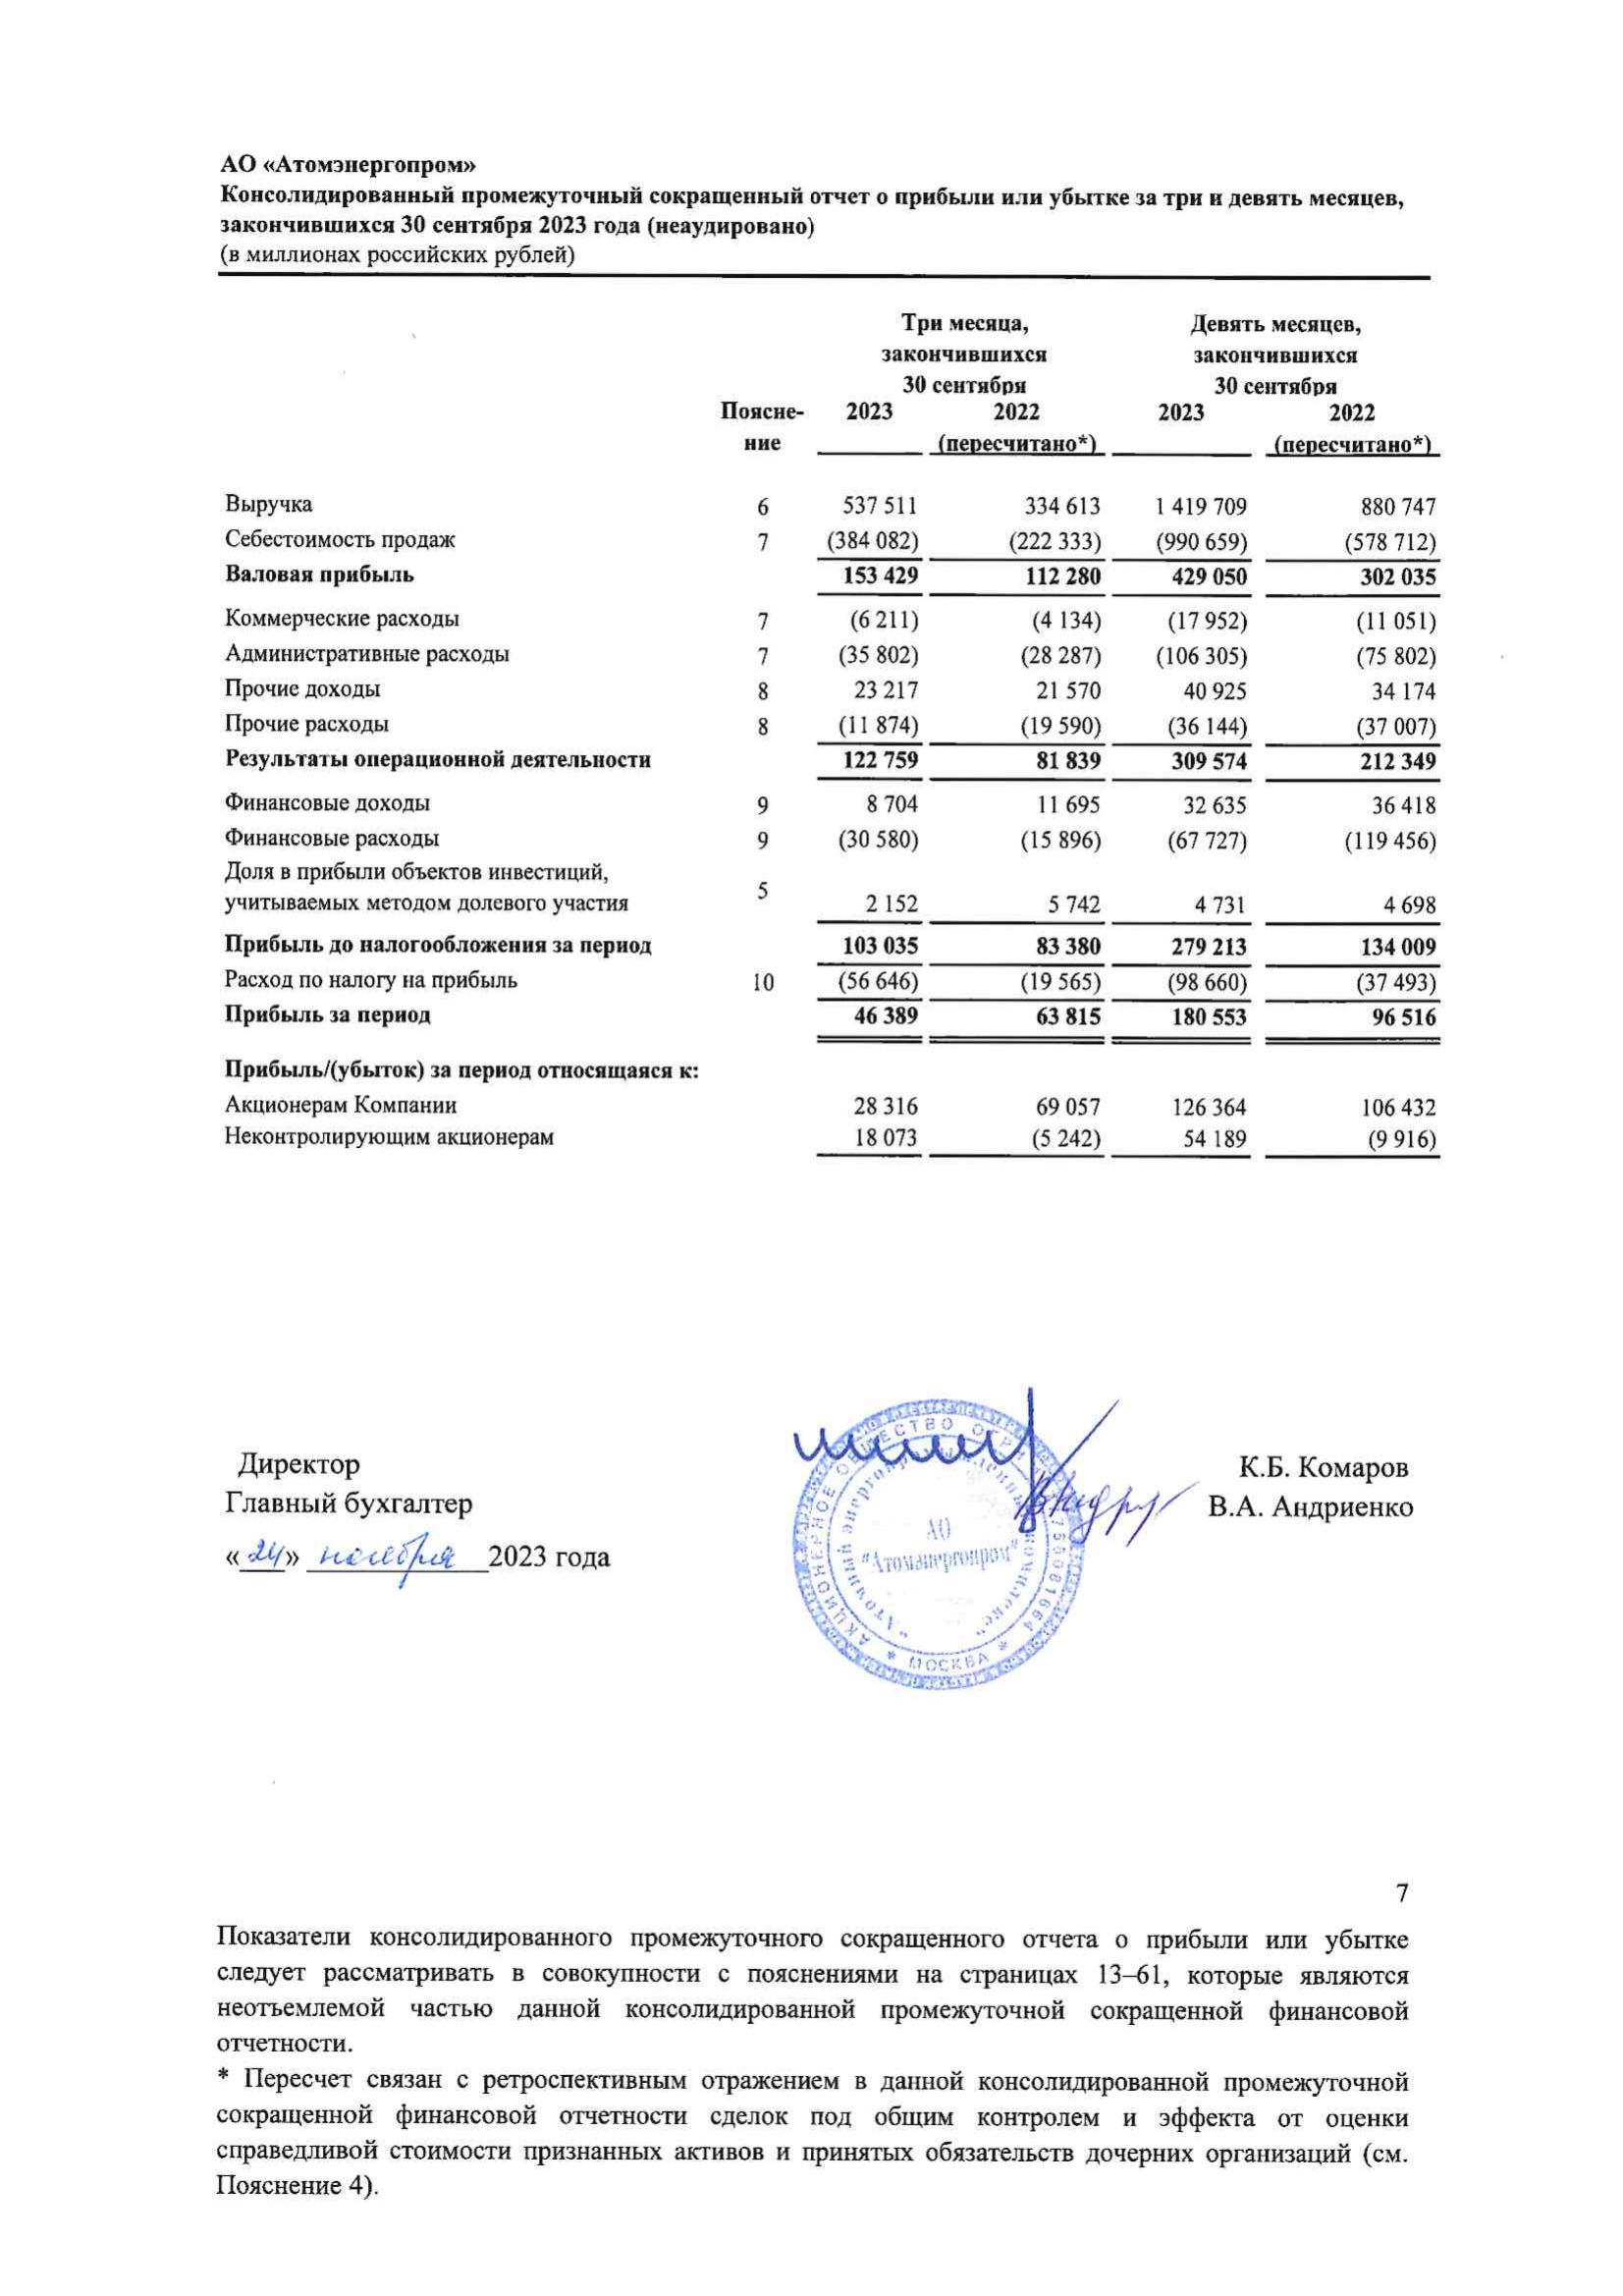 АО «Атомэнергопром»
Консолидированный промежуточный сокращенный отчет о прибыли или убытке за три и девять месяцев,
закончившихся 30 сентября 2023 года (неаудировано)
(в миллионах российских рублей)
Три месяца, Девять месяцев,
закончившихся закончившихся
30 сентября 30 сентября
Поясне- 2023 2022 2023 2022
ние (пересчитано*) (пересчитано*)
Выручка 6 537 511 334 613 1 419 709 880 747
Себестоимость продаж 7 (384 082) (222 333) (990 659) (578 712)
Валовая прибыль 153 429 112 280 429 050 302 035
Коммерческие расходы 7 (6 211) (4 134) (17 952) (11 051)
Административные расходы 7 (35 802) (28 287) (106 305) (75 802)
Прочие доходы 8 23 217 21 570 40 925 34 174
Прочие расходы 8 (11 874) (19 590) (36 144) (37 007)
Результаты операционной деятельности 122 759 81 839 309 574 212 349
Финансовые доходы 9 8 704 11 695 32 635 36 418
Финансовые расходы 9 (30 580) (15 896) (67 727) (119 456)
Доля в прибыли объектов инвестиций,
учитываемых методом долевого участия 5 2 152 5 742 4 731 4 698
Прибыль до налогообложения за период 103 035 83 380 279 213 134 009
Расход по налогу на прибыль 10 (56 646) (19 565) (98 660) (37 493)
Прибыль за период 46 389 63 815 180 553 96 516
Прибыль/(убыток) за период относящаяся к:
Акционерам Компании 28 316 69 057 126 364 106 432
Неконтролирующим акционерам 18 073 (5 242) 54 189 (9 916)
Директор К.Б. Комаров
Главный бухгалтер В.А. Андриенко
«24» ноября 2023 года
АО
"Атомэнергопром"
* МОСКВА *
7
Показатели консолидированного промежуточного сокращенного отчета о прибыли или убытке
следует рассматривать в совокупности с пояснениями на страницах 13–61, которые являются
неотъемлемой частью данной консолидированной промежуточной сокращенной финансовой
отчетности.
* Пересчет связан с ретроспективным отражением в данной консолидированной промежуточной
сокращенной финансовой отчетности сделок под общим контролем и эффекта от оценки
справедливой стоимости признанных активов и принятых обязательств дочерних организаций (см.
Пояснение 4).